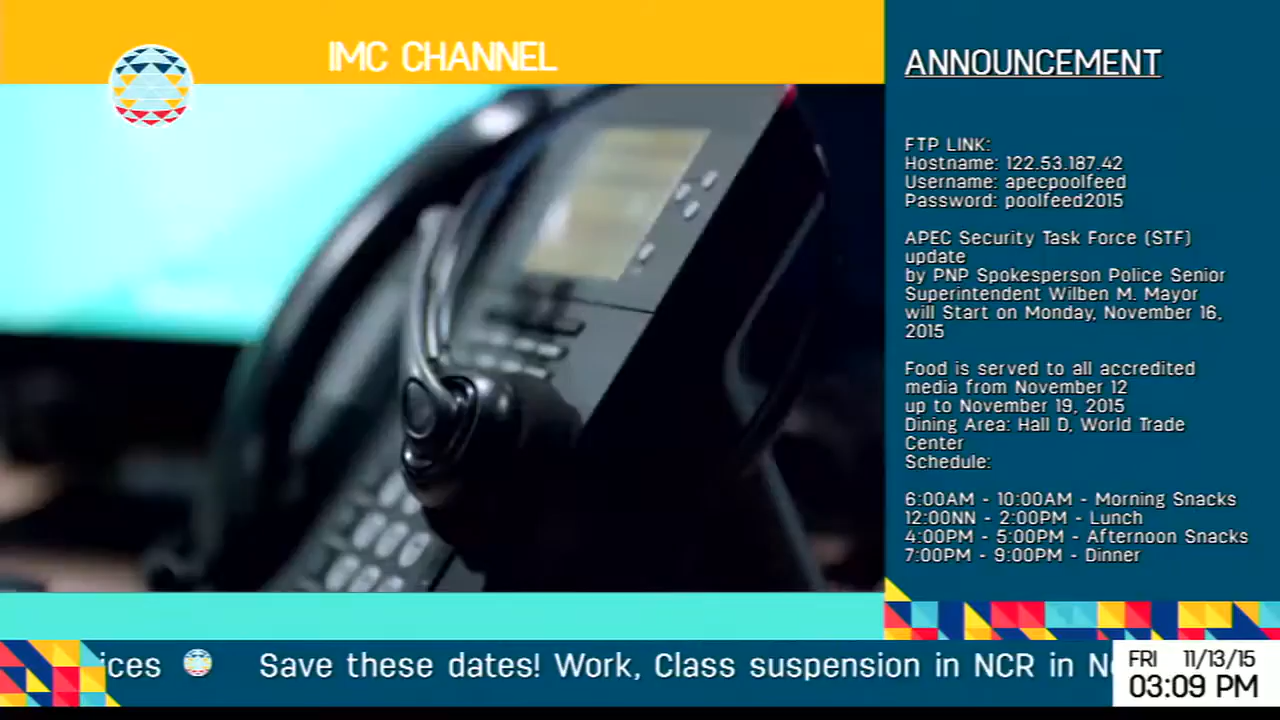 IMC CHANNEL
ANNOUNCEMENT
FTP LINK:
Hostname: 122.53.187.42
Username: apecpoolfeed
Password: poolfeed2015
APEC Security Task Force (STF)
update
by PNP Spokesperson Police Senior
Superintendent Wilben M. Mayor
will Start on Monday, November 16,
2015
Food is served to all accredited
media from November 12
up to November 19, 2015
Dining Area: Hall D, World Trade
Center
Schedule:
6:00AM - 10:00AM - Morning Snacks
12:00NN - 2:00PM - Lunch
4:00PM - 5:00PM - Afternoon Snacks
7:00PM - 9:00PM - Dinner
ices Save these dates! Work, Class suspension in NCR in N
FRI 11/13/15
03:09 PM